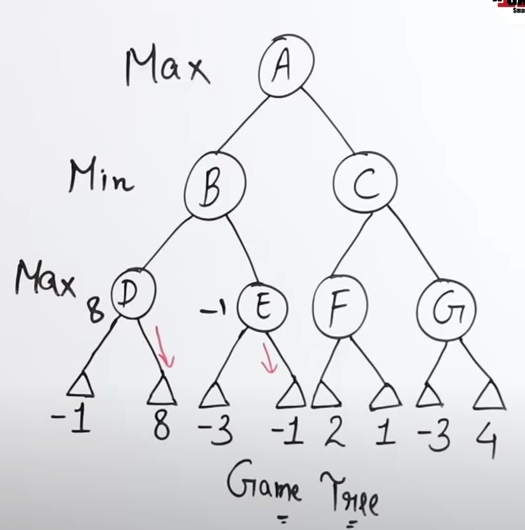 Max A
Min B C
Max 8 D -1 E F G
-1 8 -3 -1 2 1 -3 4
Game Tree